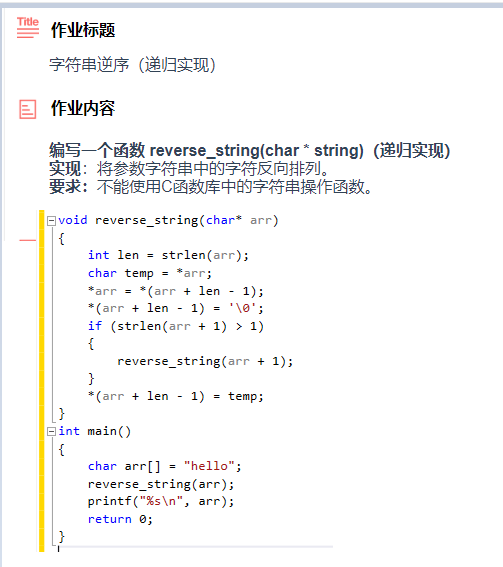 Title 作业标题
字符串逆序（递归实现）
作业内容
编写一个函数 reverse_string(char * string)（递归实现）
实现：将参数字符串中的字符反向排列。
要求：不能使用C函数库中的字符串操作函数。
void reverse_string(char* arr)
{
    int len = strlen(arr);
    char temp = *arr;
    *arr = *(arr + len - 1);
    *(arr + len - 1) = '\0';
    if (strlen(arr + 1) > 1)
    {
        reverse_string(arr + 1);
    }
    *(arr + len - 1) = temp;
}
int main()
{
    char arr[] = "hello";
    reverse_string(arr);
    printf("%s\n", arr);
    return 0;
}